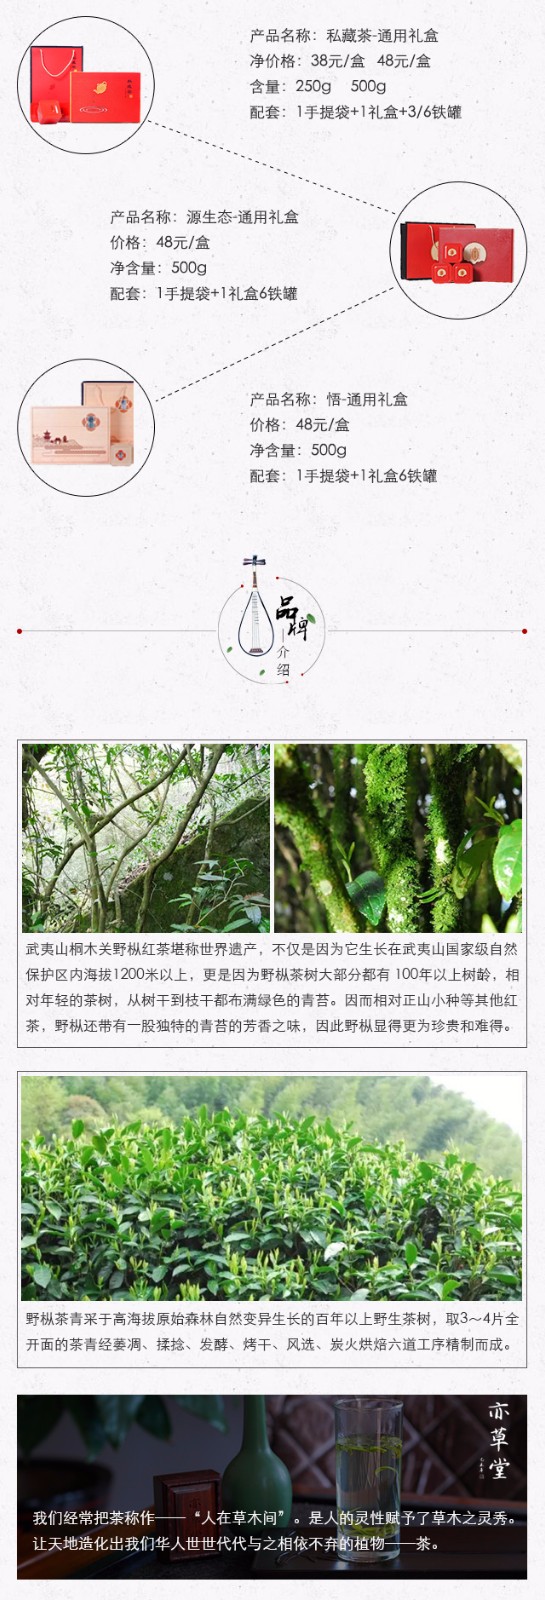 产品名称：私藏茶-通用礼盒
净价格：38元/盒 48元/盒
含量：250g 500g
配套：1手提袋+1礼盒+3/6铁罐
产品名称：源生态-通用礼盒
价格：48元/盒
净含量：500g
配套：1手提袋+1礼盒6铁罐
产品名称：悟-通用礼盒
价格：48元/盒
净含量：500g
配套：1手提袋+1礼盒6铁罐
品牌
介绍
武夷山桐木关野枞红茶堪称世界遗产，不仅是因为它生长在武夷山国家级自然
保护区内海拔1200米以上，更是因为野枞茶树大部分都有 100年以上树龄，相
对年轻的茶树，从树干到枝干都布满绿色的青苔。因而相对正山小种等其他红
茶，野枞还带有一股独特的青苔的芳香之味，因此野枞显得更为珍贵和难得。
野枞茶青采于高海拔原始森林自然变异生长的百年以上野生茶树，取3～4片全
开面的茶青经萎凋、揉捻、发酵、烤干、风选、炭火烘焙六道工序精制而成。
亦草堂
我们经常把茶称作——“人在草木间”。是人的灵性赋予了草木之灵秀。
让天地造化出我们华人世世代代与之相依不弃的植物——茶。